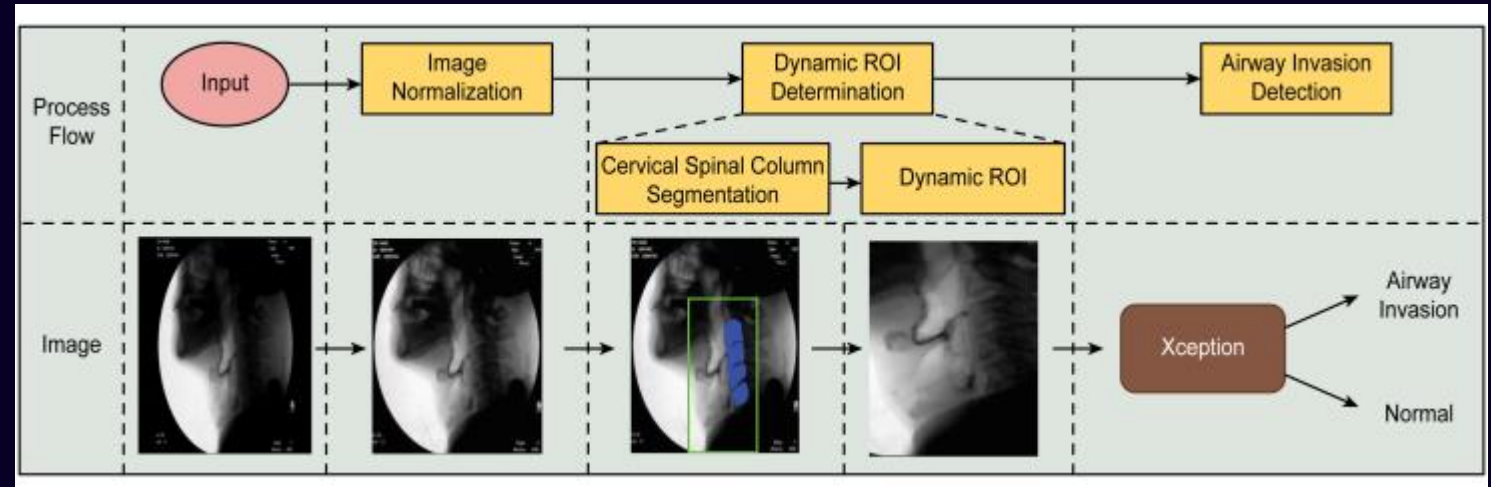 Process
Flow
Input
Image
Normalization
Dynamic ROI
Determination
Airway Invasion
Detection
Cervical Spinal Column
Segmentation
Dynamic ROI
Image
Xception
Airway
Invasion
Normal